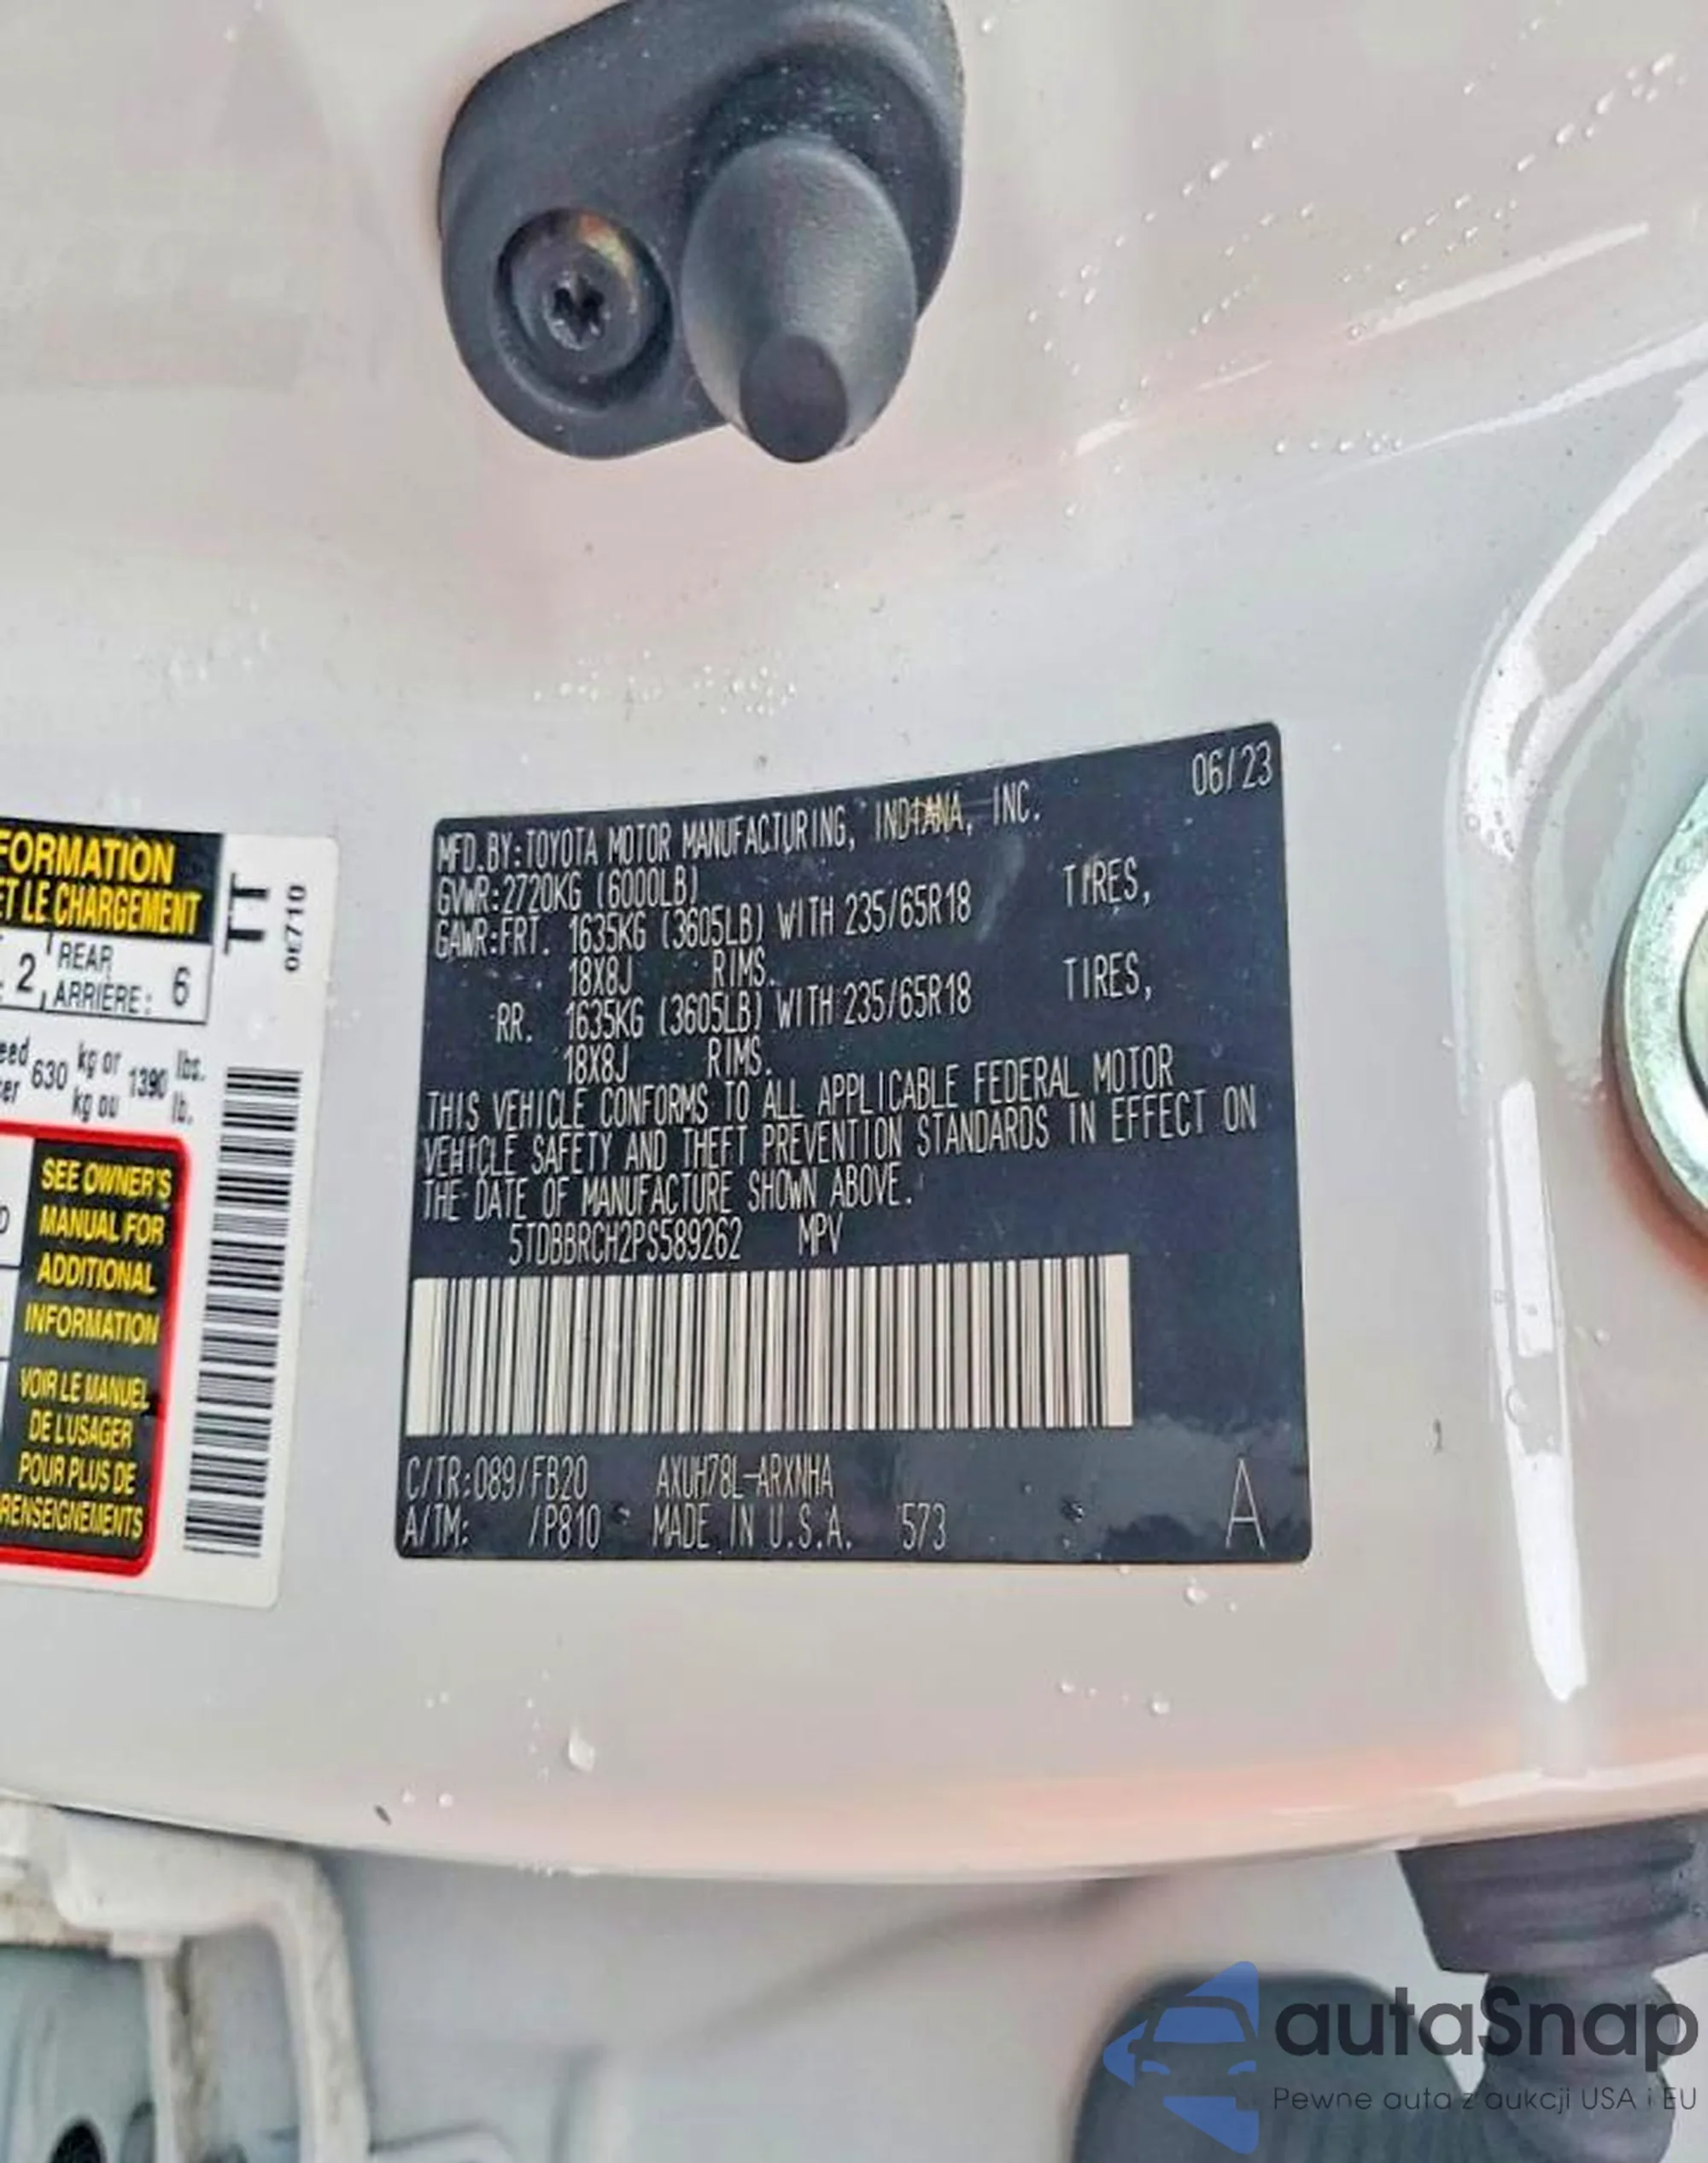 FORMATION
ET LE CHARGEMENT
TT
0E710
2, REAR
ARRIÈRE: 6
630 kg or 1390 lbs.
kg ou lb.
SEE OWNER'S
MANUAL FOR
ADDITIONAL
INFORMATION
VOIR LE MANUEL
DE L'USAGER
POUR PLUS DE
RENSEIGNEMENTS
06/23
MFD.BY:TOYOTA MOTOR MANUFACTURING, INDIANA, INC.
GVWR:2720KG (6000LB)
GAWR:FRT. 1635KG (3605LB) WITH 235/65R18 TIRES,
18X8J RIMS.
RR. 1635KG (3605LB) WITH 235/65R18 TIRES,
18X8J RIMS.
THIS VEHICLE CONFORMS TO ALL APPLICABLE FEDERAL MOTOR
VEHICLE SAFETY AND THEFT PREVENTION STANDARDS IN EFFECT ON
THE DATE OF MANUFACTURE SHOWN ABOVE.
5TDBBRCH2PS589262 MPV
C/TR:089/FB20 AXUH78L-ARXNHA
A/TM: /P810 MADE IN U.S.A. 573 A
autaSnap
Pewne auta z aukcji USA i EU